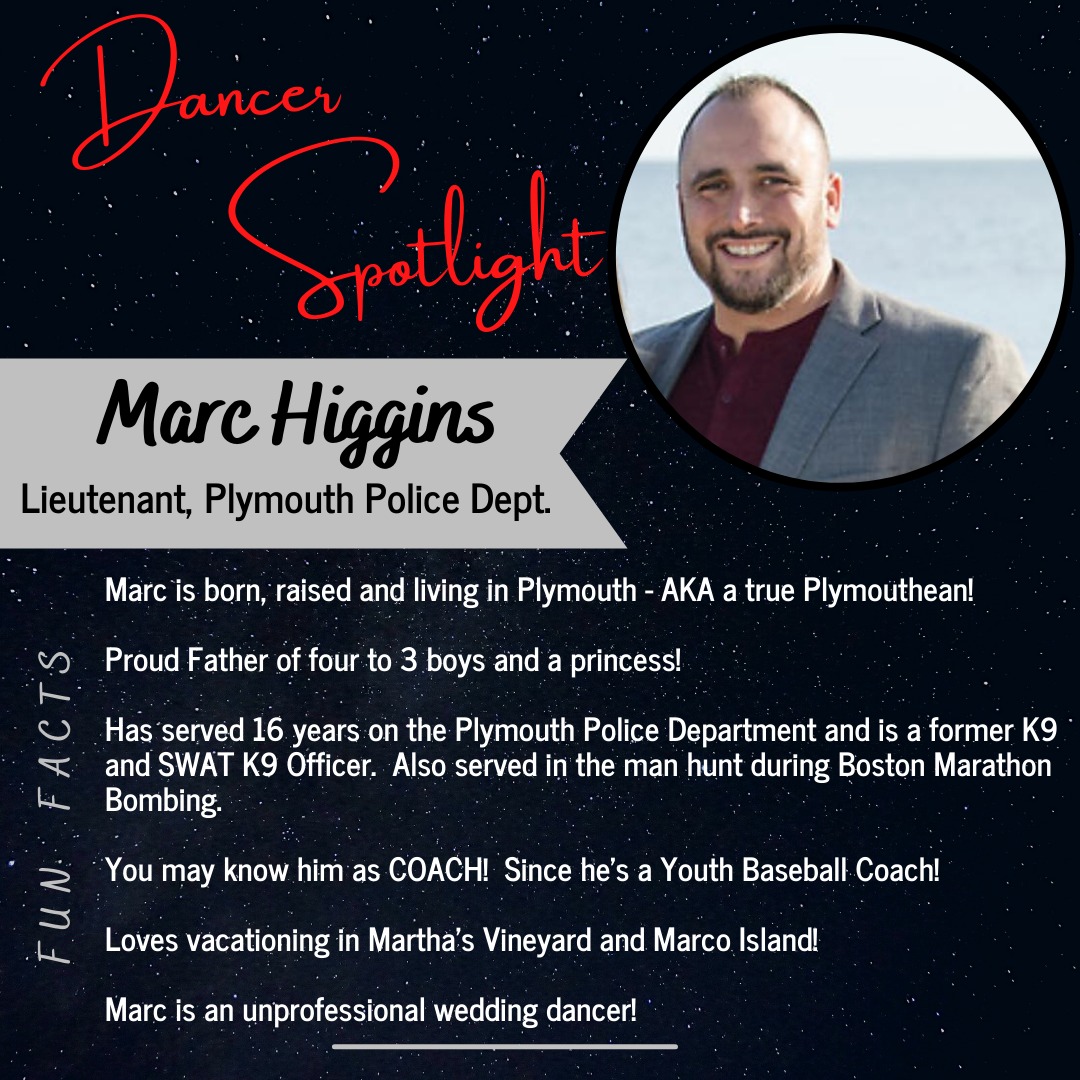 Dancer
Spotlight
Marc Higgins
Lieutenant, Plymouth Police Dept.
FUN FACTS
Marc is born, raised and living in Plymouth - AKA a true Plymouthean!
Proud Father of four to 3 boys and a princess!
Has served 16 years on the Plymouth Police Department and is a former K9
and SWAT K9 Officer.  Also served in the man hunt during Boston Marathon
Bombing.
You may know him as COACH!  Since he's a Youth Baseball Coach!
Loves vacationing in Martha's Vineyard and Marco Island!
Marc is an unprofessional wedding dancer!